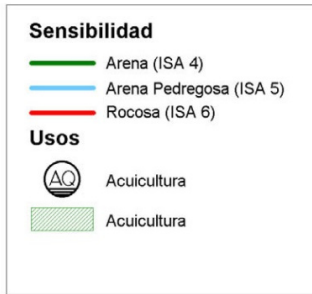 Sensibilidad
Arena (ISA 4)
Arena Pedregosa (ISA 5)
Rocosa (ISA 6)
Usos
AQ Acuicultura
Acuicultura